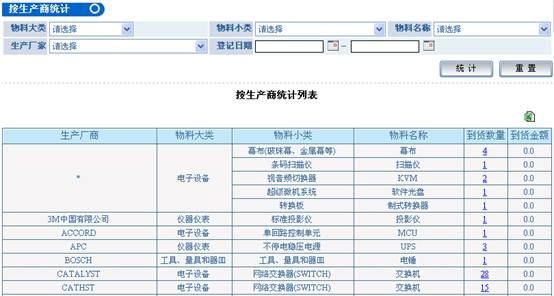 按生产商统计
物料大类 请选择 物料小类 请选择 物料名称 请选择
生产厂家 请选择 登记日期 –
统 计 重 置
按生产商统计列表
生产厂商 物料大类 物料小类 物料名称 到货数量 到货金额
* 电子设备 幕布(玻珠幕、金属幕等) 幕布 4 0.0
条码扫描仪 扫描仪 1 0.0
视音频切换器 KVM 2 0.0
超级微机系统 软件光盘 1 0.0
转换板 制式转换器 1 0.0
3M中国有限公司 仪器仪表 标准投影仪 投影仪 1 0.0
ACCORD 电子设备 单回路控制单元 MCU 1 0.0
APC 仪器仪表 不停电稳压电源 UPS 3 0.0
BOSCH 工具、量具和器皿 工具、量具和器皿 电锤 1 0.0
CATALYST 电子设备 网络交换器(SWITCH) 交换机 28 0.0
CATHST 电子设备 网络交换器(SWITCH) 交换机 15 0.0